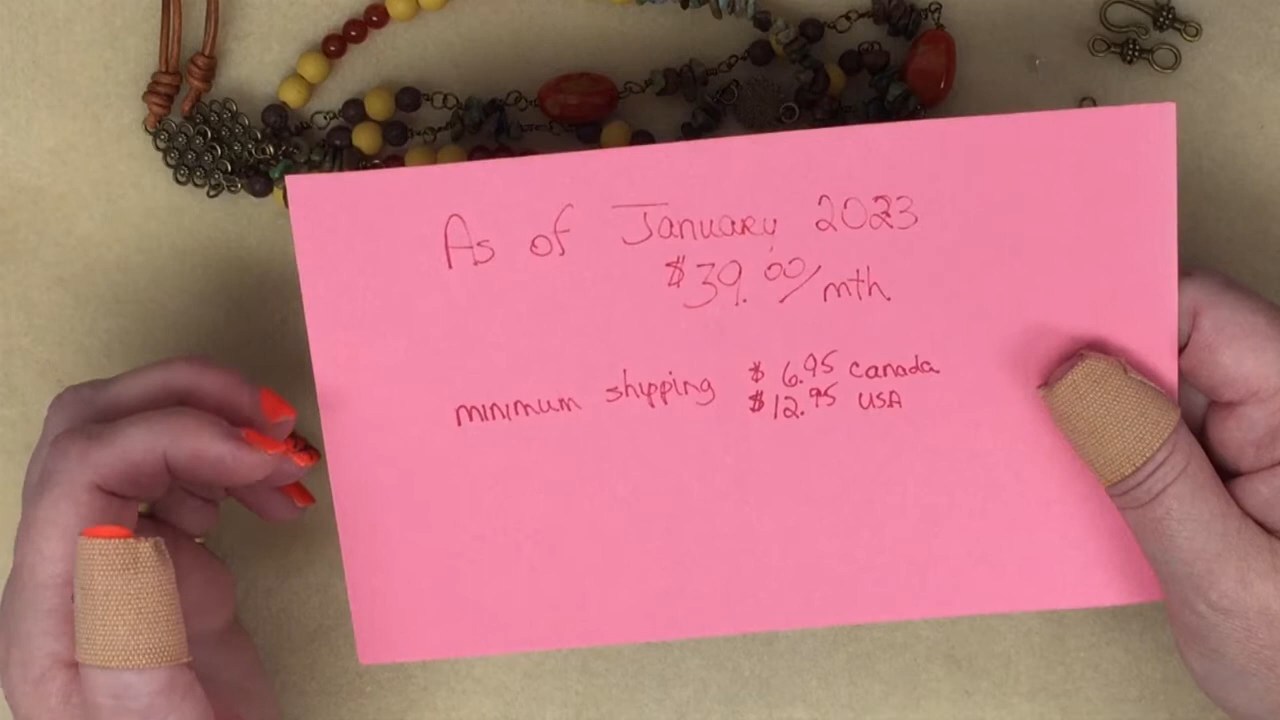 As of January 2023
$39.00/mth
minimum shipping $ 6.95 Canada
$12.95 USA